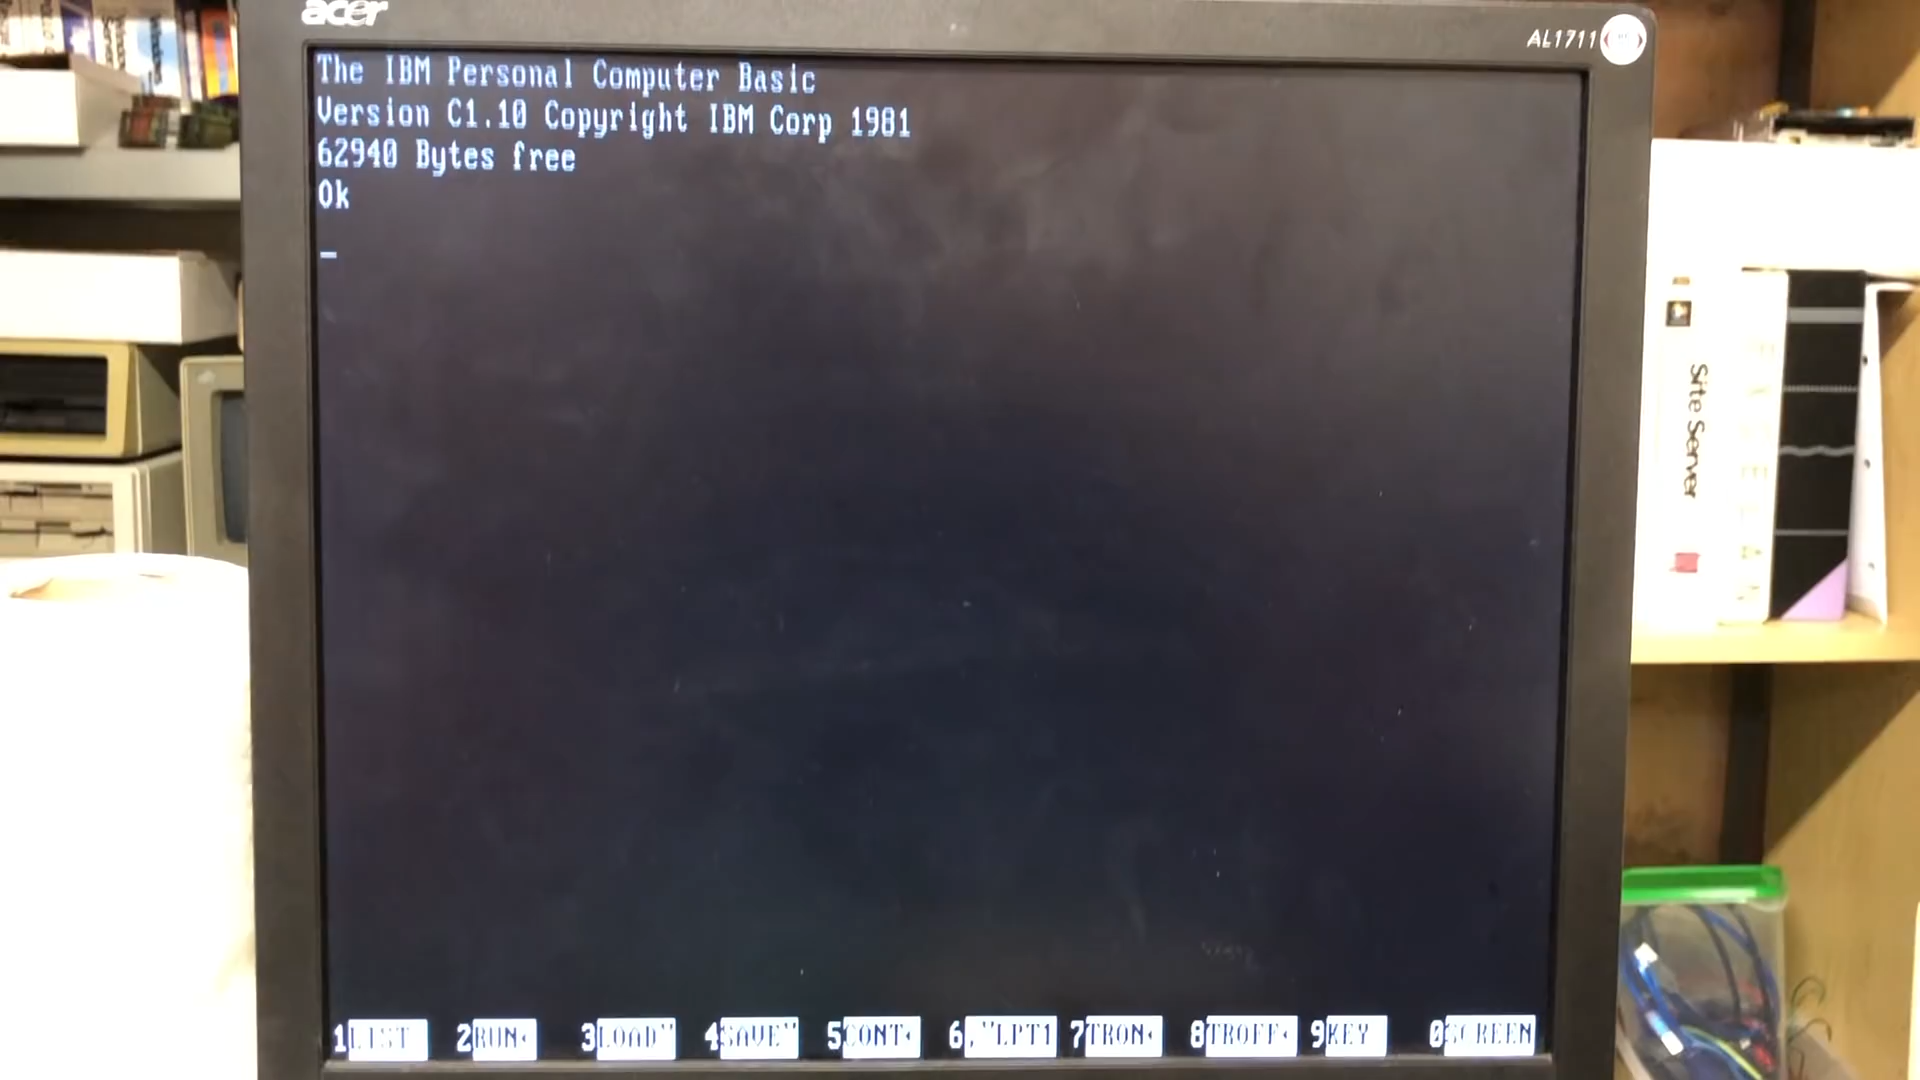 acer
AL1711
The IBM Personal Computer Basic
Version C1.10 Copyright IBM Corp 1981
62940 Bytes free
Ok
_
1LIST 2RUN← 3LOAD" 4SAVE" 5CONT← 6,"LPT1 7TRON← 8TROFF← 9KEY 0SCREEN
Site Server